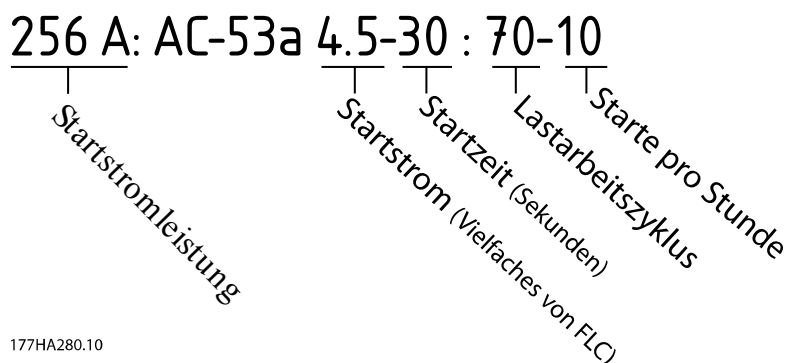 256 A: AC-53a 4.5-30 : 70-10
Startstromleistung
Startstrom (Vielfaches von FLC)
Startzeit (Sekunden)
Lastarbeitszyklus
Starte pro Stunde
177HA280.10